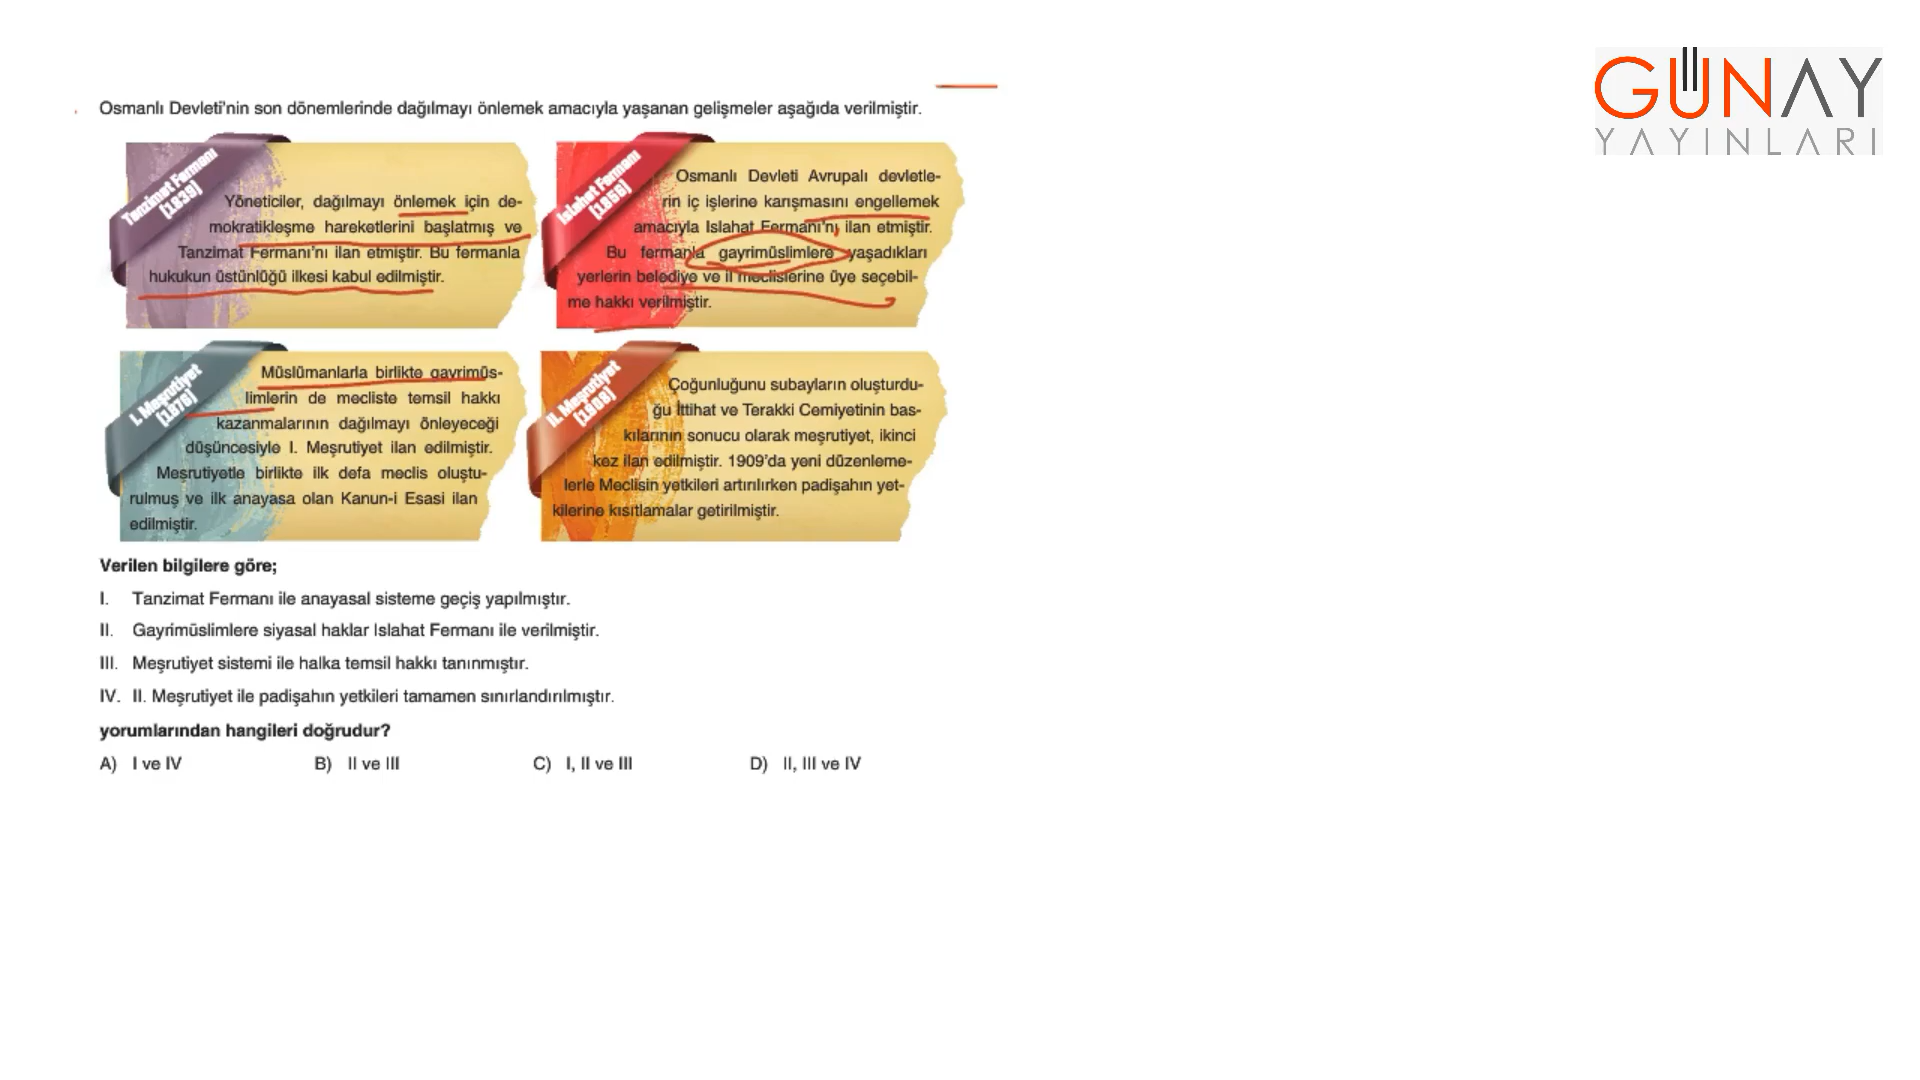 GÜNAY
YAYINLARI
Osmanlı Devleti'nin son dönemlerinde dağılmayı önlemek amacıyla yaşanan gelişmeler aşağıda verilmiştir.
Tanzimat Fermanı
(1839)
Yöneticiler, dağılmayı önlemek için de-
mokratikleşme hareketlerini başlatmış ve
Tanzimat Fermanı'nı ilan etmiştir. Bu fermanla
hukukun üstünlüğü ilkesi kabul edilmiştir.
Islahat Fermanı
(1856)
Osmanlı Devleti Avrupalı devletle-
rin iç işlerine karışmasını engellemek
amacıyla Islahat Fermanı'nı ilan etmiştir.
Bu fermanla gayrimüslimlere yaşadıkları
yerlerin belediye ve il meclislerine üye seçebil-
me hakkı verilmiştir.
I. Meşrutiyet
(1876)
Müslümanlarla birlikte gayrimüs-
limlerin de mecliste temsil hakkı
kazanmalarının dağılmayı önleyeceği
düşüncesiyle I. Meşrutiyet ilan edilmiştir.
Meşrutiyetle birlikte ilk defa meclis oluştu-
rulmuş ve ilk anayasa olan Kanun-i Esasi ilan
edilmiştir.
II. Meşrutiyet
(1908)
Çoğunluğunu subayların oluşturdu-
ğu İttihat ve Terakki Cemiyetinin bas-
kılarının sonucu olarak meşrutiyet, ikinci
kez ilan edilmiştir. 1909'da yeni düzenleme-
lerle Meclisin yetkileri artırılırken padişahın yet-
kilerine kısıtlamalar getirilmiştir.
Verilen bilgilere göre;
I. Tanzimat Fermanı ile anayasal sisteme geçiş yapılmıştır.
II. Gayrimüslimlere siyasal haklar Islahat Fermanı ile verilmiştir.
III. Meşrutiyet sistemi ile halka temsil hakkı tanınmıştır.
IV. II. Meşrutiyet ile padişahın yetkileri tamamen sınırlandırılmıştır.
yorumlarından hangileri doğrudur?
A) I ve IV B) II ve III C) I, II ve III D) II, III ve IV